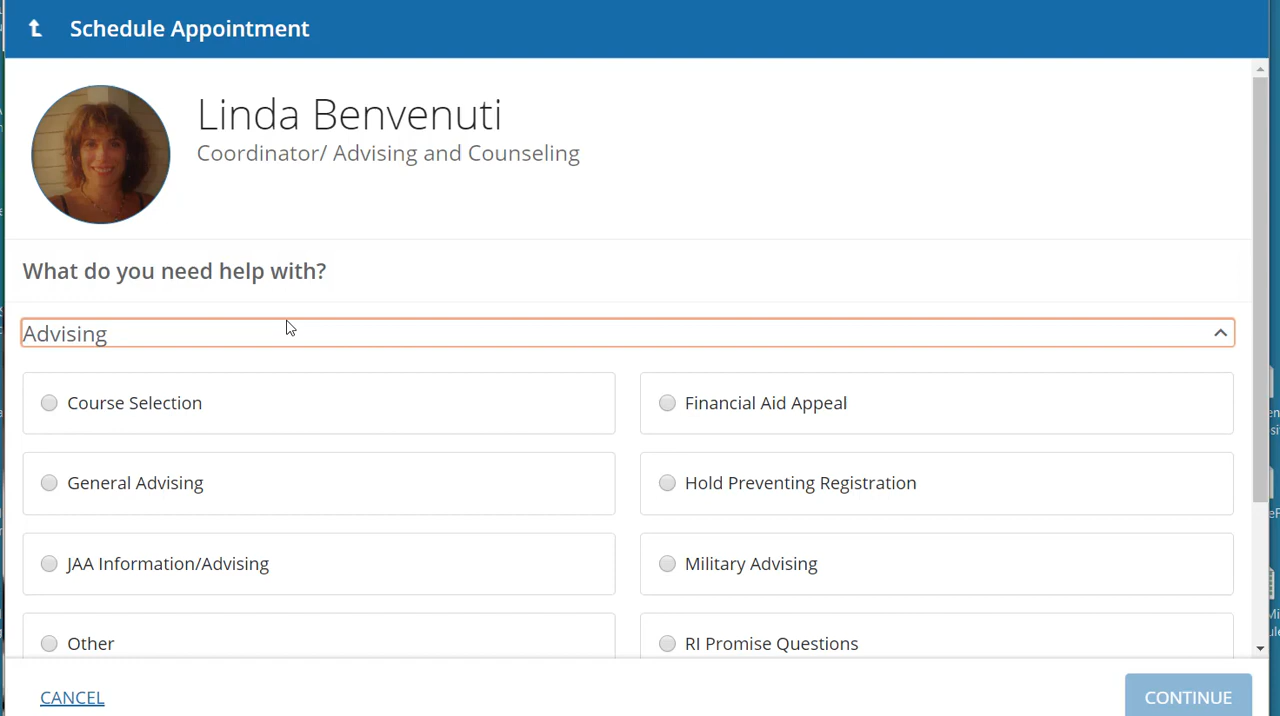 Schedule Appointment
Linda Benvenuti
Coordinator/ Advising and Counseling
What do you need help with?
Advising
Course Selection
Financial Aid Appeal
General Advising
Hold Preventing Registration
JAA Information/Advising
Military Advising
Other
RI Promise Questions
CANCEL
CONTINUE